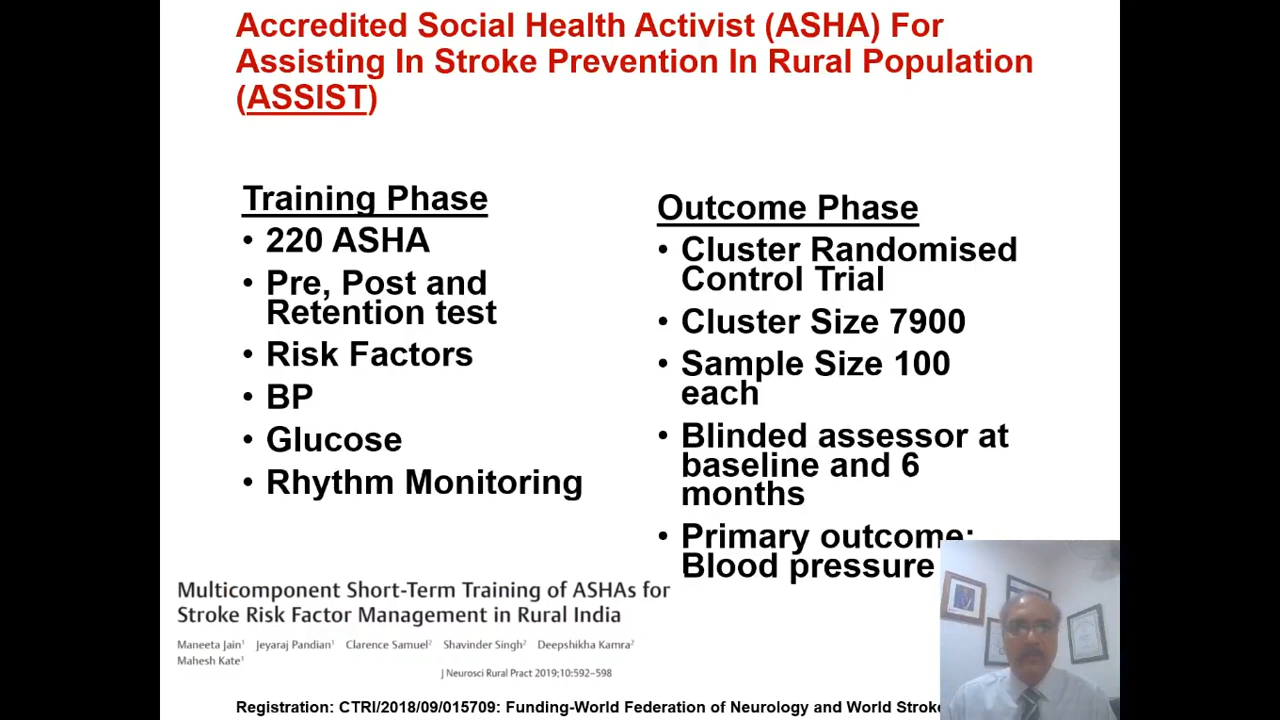 Accredited Social Health Activist (ASHA) For
Assisting In Stroke Prevention In Rural Population
(ASSIST)
Training Phase
• 220 ASHA
• Pre, Post and
Retention test
• Risk Factors
• BP
• Glucose
• Rhythm Monitoring
Outcome Phase
• Cluster Randomised
Control Trial
• Cluster Size 7900
• Sample Size 100
each
• Blinded assessor at
baseline and 6
months
• Primary outcome:
Blood pressure
Multicomponent Short-Term Training of ASHAs for
Stroke Risk Factor Management in Rural India
Maneeta Jain¹ Jeyaraj Pandian¹ Clarence Samuel² Shavinder Singh² Deepshikha Kamra²
Mahesh Kate¹
J Neurosci Rural Pract 2019;10:592–598
Registration: CTRI/2018/09/015709: Funding-World Federation of Neurology and World Stroke